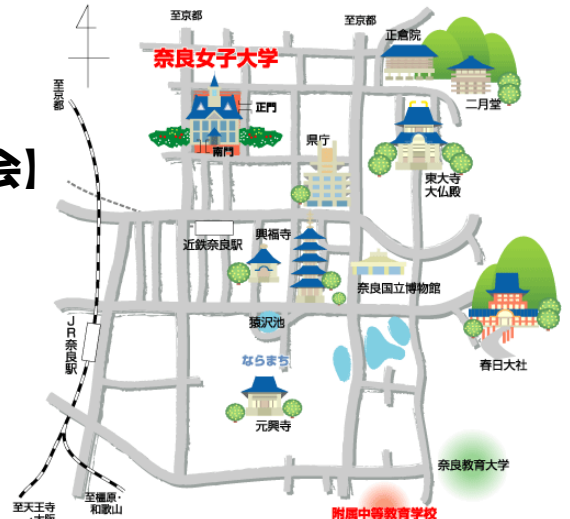 至京都
至京都
正倉院
奈良女子大学
至京都
正門
二月堂
南門
県庁
会】
東大寺
大仏殿
近鉄奈良駅
興福寺
奈良国立博物館
猿沢池
JR奈良駅
春日大社
ならまち
元興寺
奈良教育大学
至天王寺
・大阪
至橿原・
和歌山
附属中等教育学校